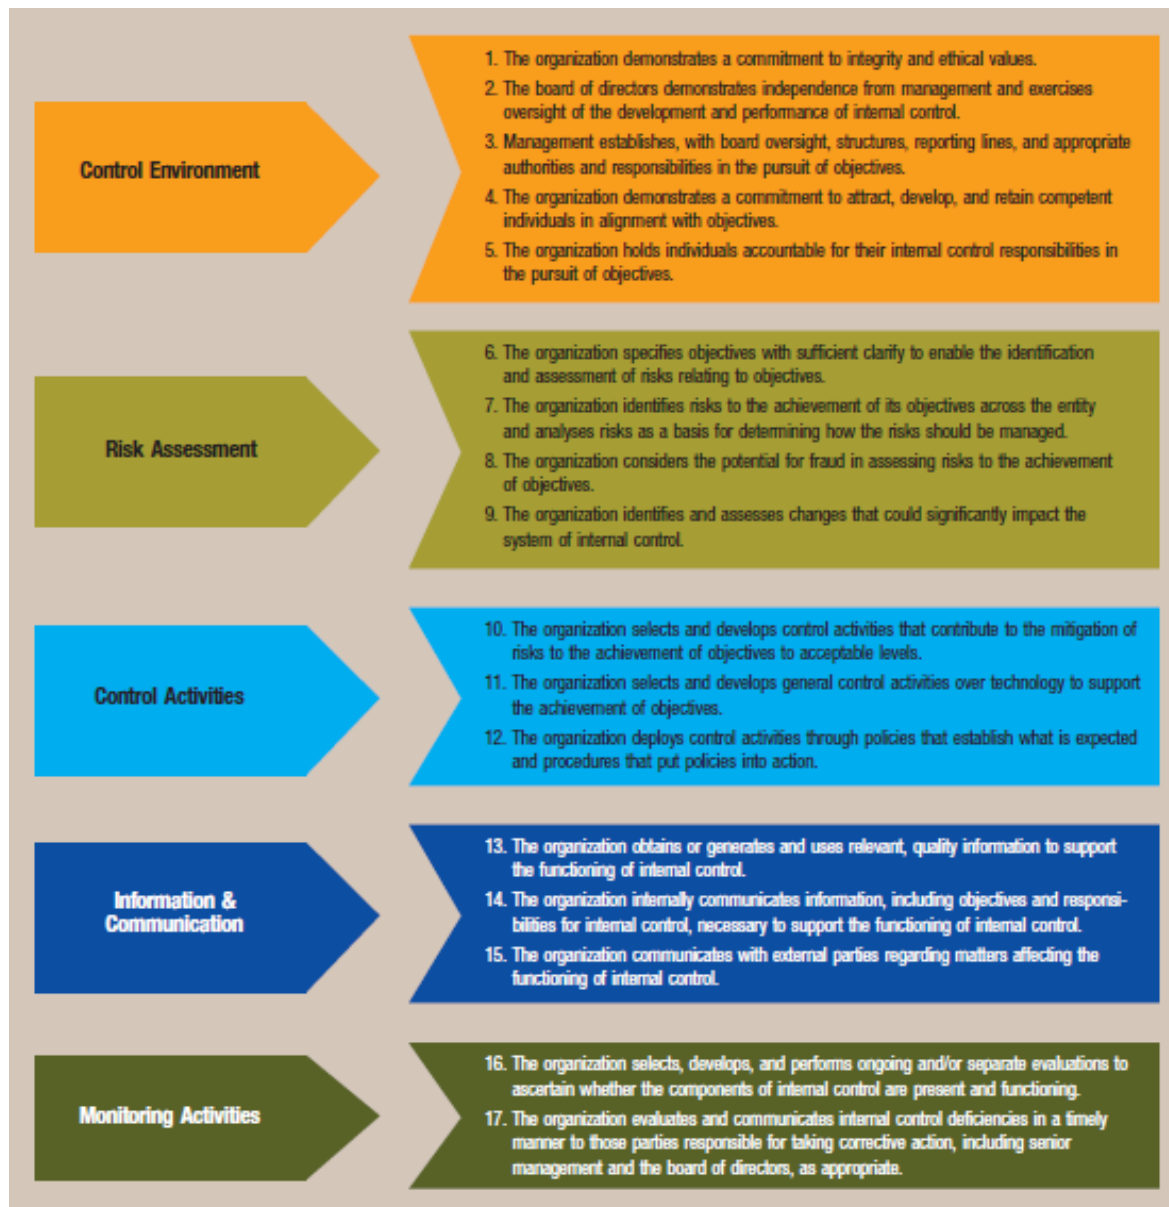 Control Environment
1. The organization demonstrates a commitment to integrity and ethical values.
2. The board of directors demonstrates independence from management and exercises
oversight of the development and performance of internal control.
3. Management establishes, with board oversight, structures, reporting lines, and appropriate
authorities and responsibilities in the pursuit of objectives.
4. The organization demonstrates a commitment to attract, develop, and retain competent
individuals in alignment with objectives.
5. The organization holds individuals accountable for their internal control responsibilities in
the pursuit of objectives.
Risk Assessment
6. The organization specifies objectives with sufficient clarify to enable the identification
and assessment of risks relating to objectives.
7. The organization identifies risks to the achievement of its objectives across the entity
and analyses risks as a basis for determining how the risks should be managed.
8. The organization considers the potential for fraud in assessing risks to the achievement
of objectives.
9. The organization identifies and assesses changes that could significantly impact the
system of internal control.
Control Activities
10. The organization selects and develops control activities that contribute to the mitigation of
risks to the achievement of objectives to acceptable levels.
11. The organization selects and develops general control activities over technology to support
the achievement of objectives.
12. The organization deploys control activities through policies that establish what is expected
and procedures that put policies into action.
Information &
Communication
13. The organization obtains or generates and uses relevant, quality information to support
the functioning of internal control.
14. The organization internally communicates information, including objectives and responsi-
bilities for internal control, necessary to support the functioning of internal control.
15. The organization communicates with external parties regarding matters affecting the
functioning of internal control.
Monitoring Activities
16. The organization selects, develops, and performs ongoing and/or separate evaluations to
ascertain whether the components of internal control are present and functioning.
17. The organization evaluates and communicates internal control deficiencies in a timely
manner to those parties responsible for taking corrective action, including senior
management and the board of directors, as appropriate.